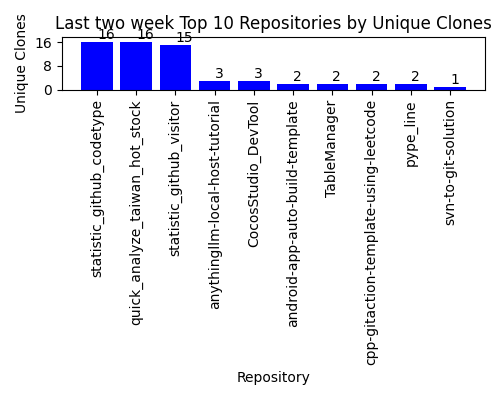 Last two week Top 10 Repositories by Unique Clones
Unique Clones
16
8
0
16
16
15
3
3
2
2
2
2
1
statistic_github_codetype
quick_analyze_taiwan_hot_stock
statistic_github_visitor
anythingllm-local-host-tutorial
CocosStudio_DevTool
android-app-auto-build-template
TableManager
cpp-gitaction-template-using-leetcode
pype_line
svn-to-git-solution
Repository